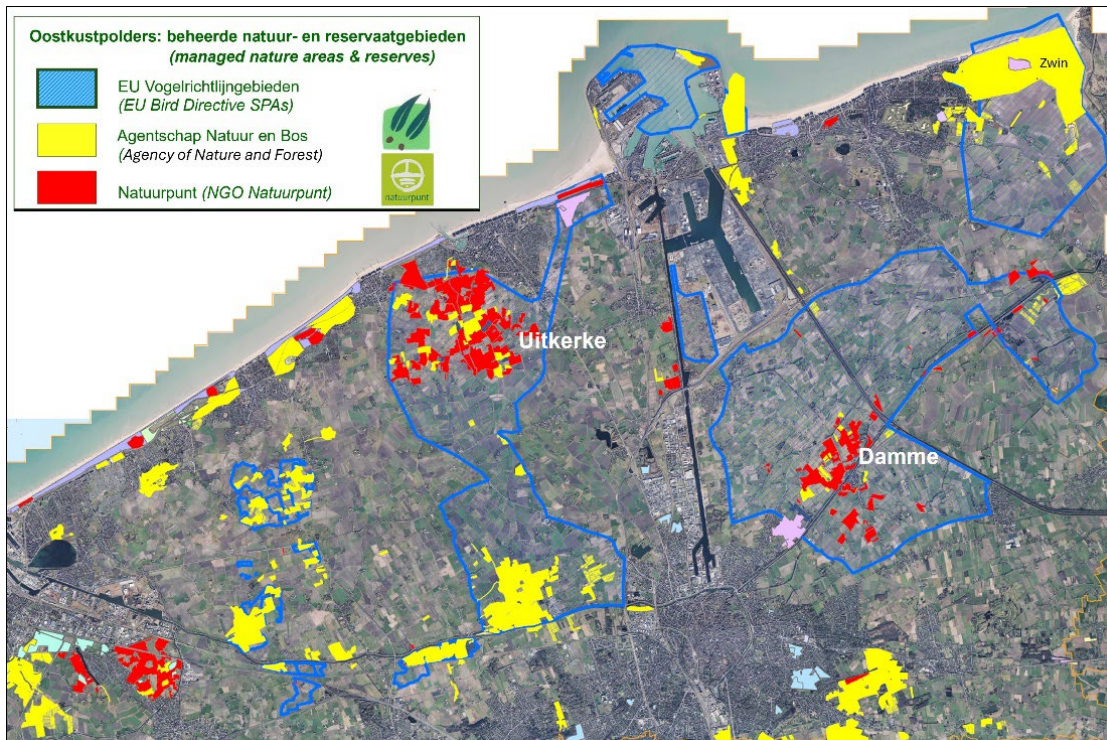 Oostkustpolders: beheerde natuur- en reservaatgebieden
(managed nature areas & reserves)
EU Vogelrichtlijngebieden
(EU Bird Directive SPAs)
Agentschap Natuur en Bos
(Agency of Nature and Forest)
Natuurpunt (NGO Natuurpunt)
natuurpunt
Zwin
Uitkerke
Damme